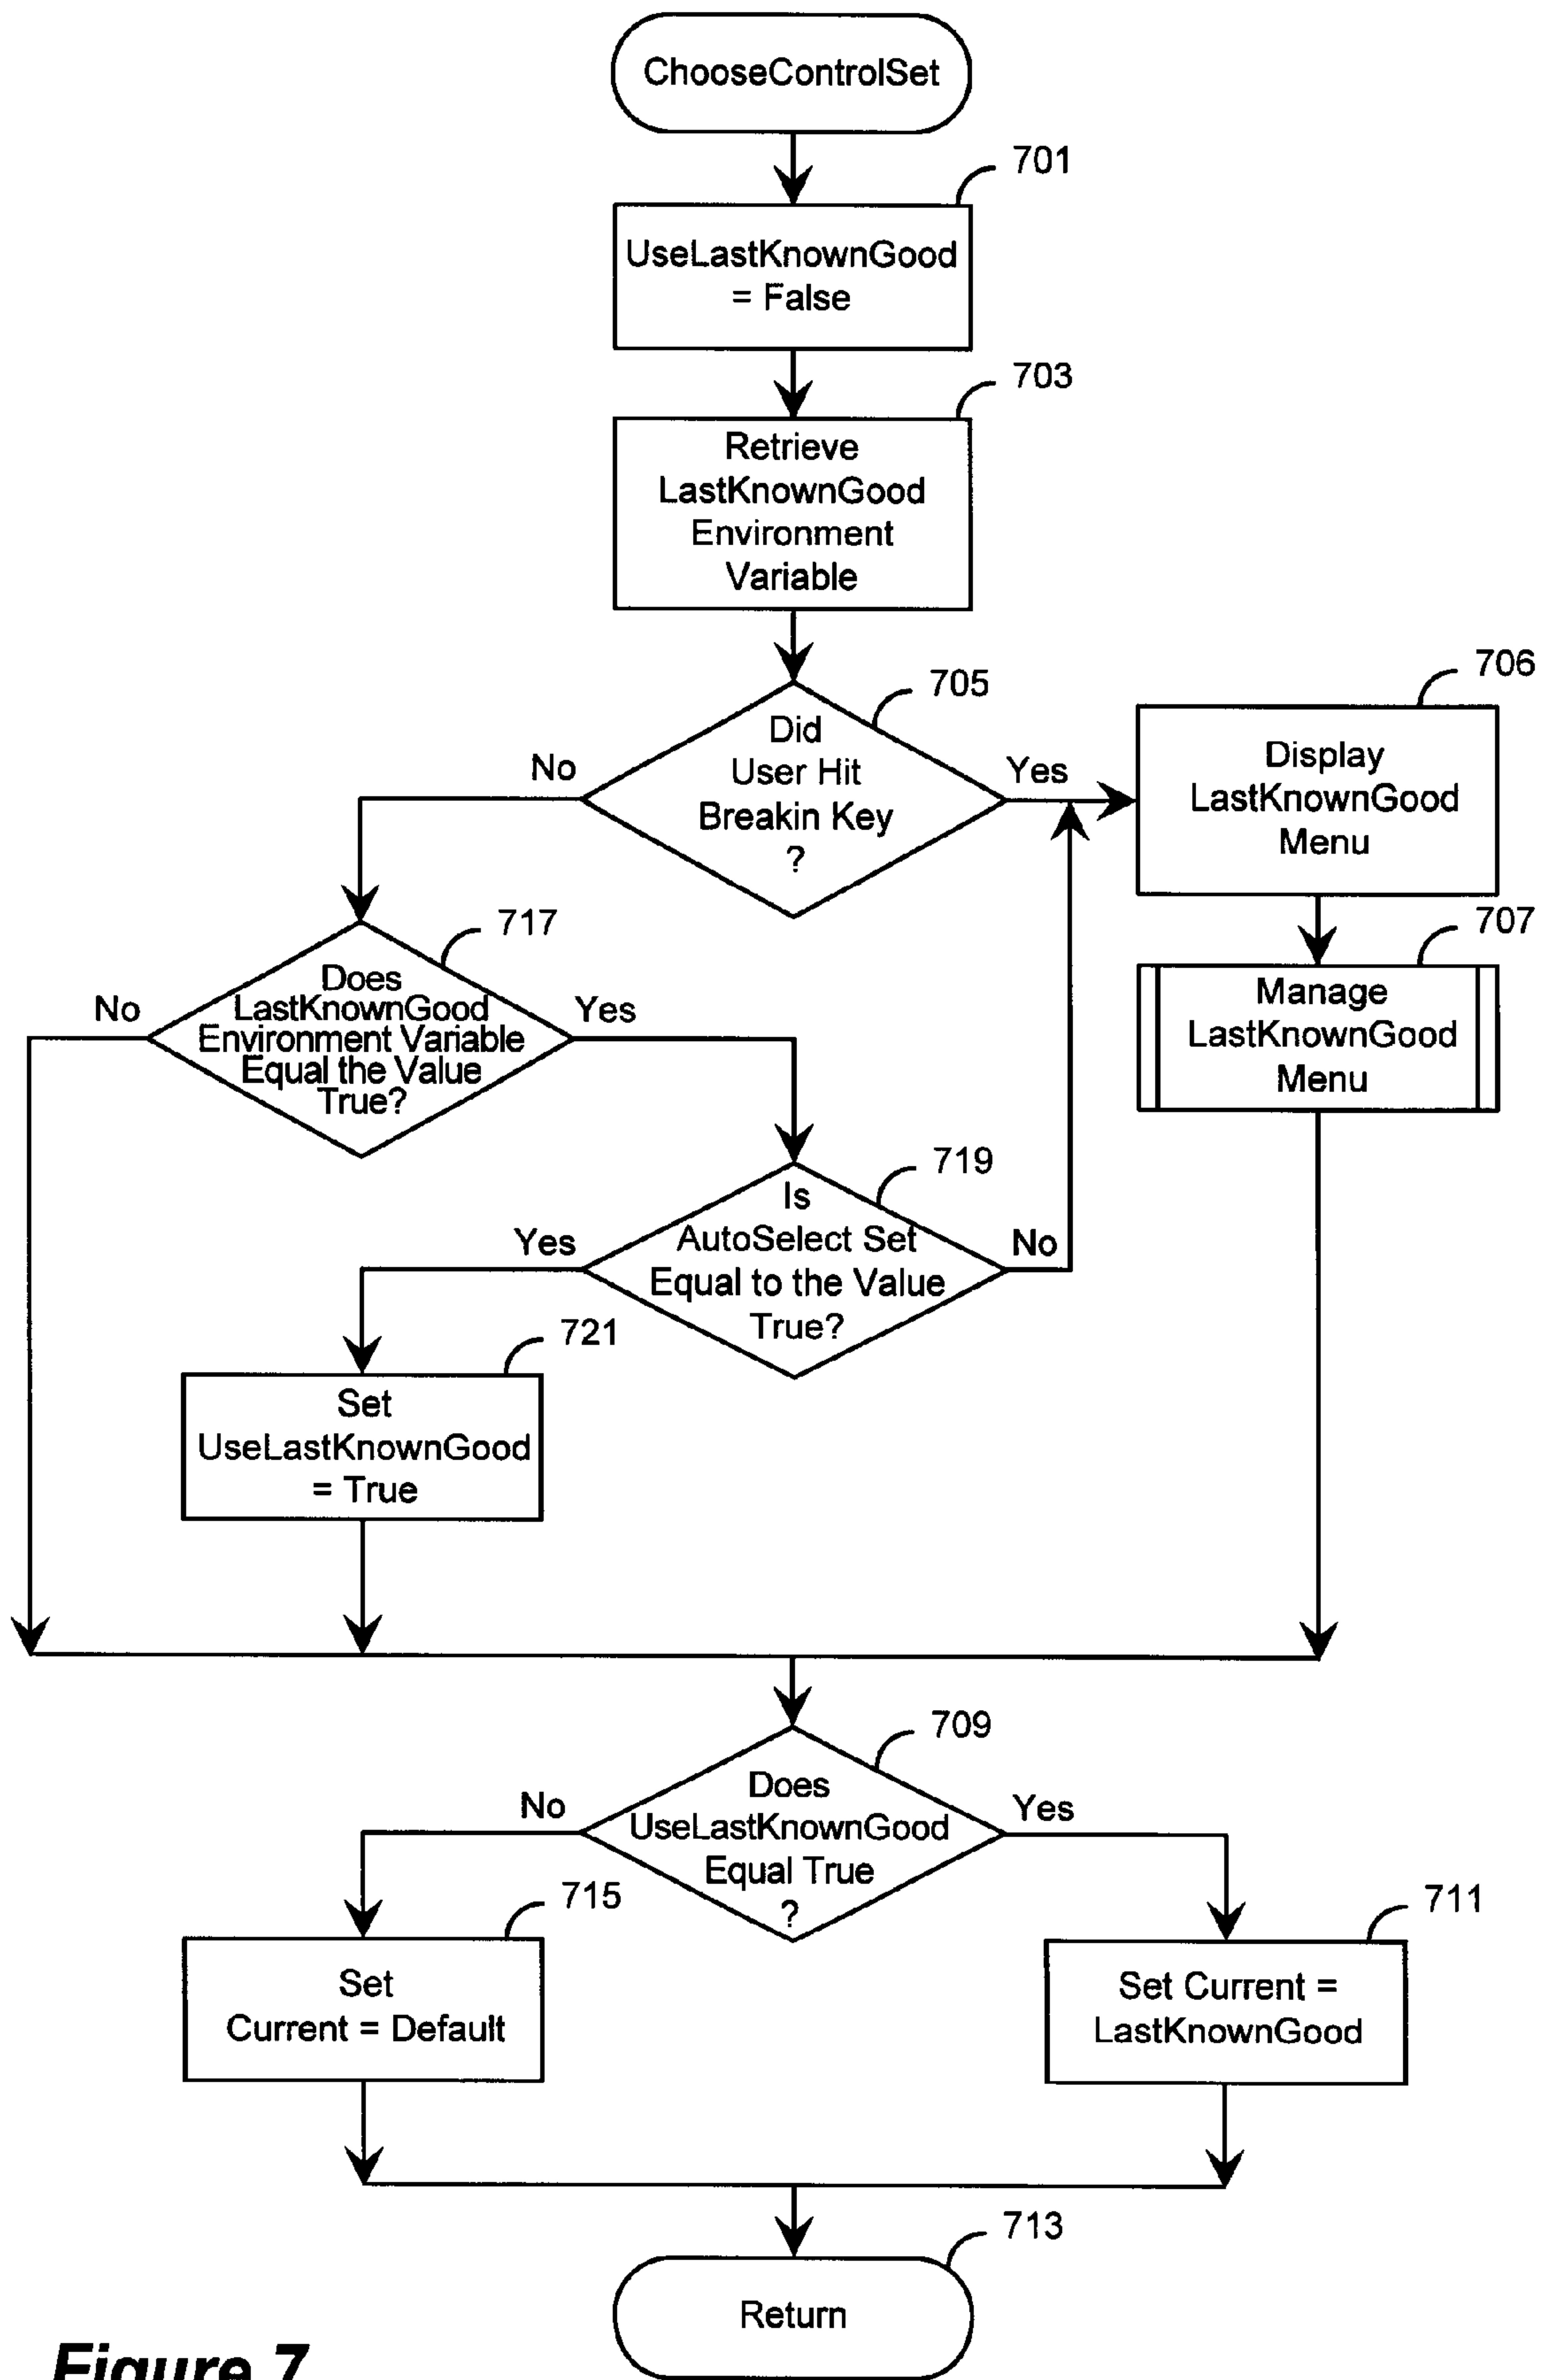 ChooseControlSet
701
UseLastKnownGood
= False
703
Retrieve
LastKnownGood
Environment
Variable
705
Did
User Hit
Breakin Key
?
No
Yes
706
Display
LastKnownGood
Menu
707
Manage
LastKnownGood
Menu
717
Does
LastKnownGood
Environment Variable
Equal the Value
True?
No
Yes
719
Is
AutoSelect Set
Equal to the Value
True?
Yes
No
721
Set
UseLastKnownGood
= True
709
Does
UseLastKnownGood
Equal True
?
No
Yes
715
Set
Current = Default
711
Set Current =
LastKnownGood
713
Return
Figure 7